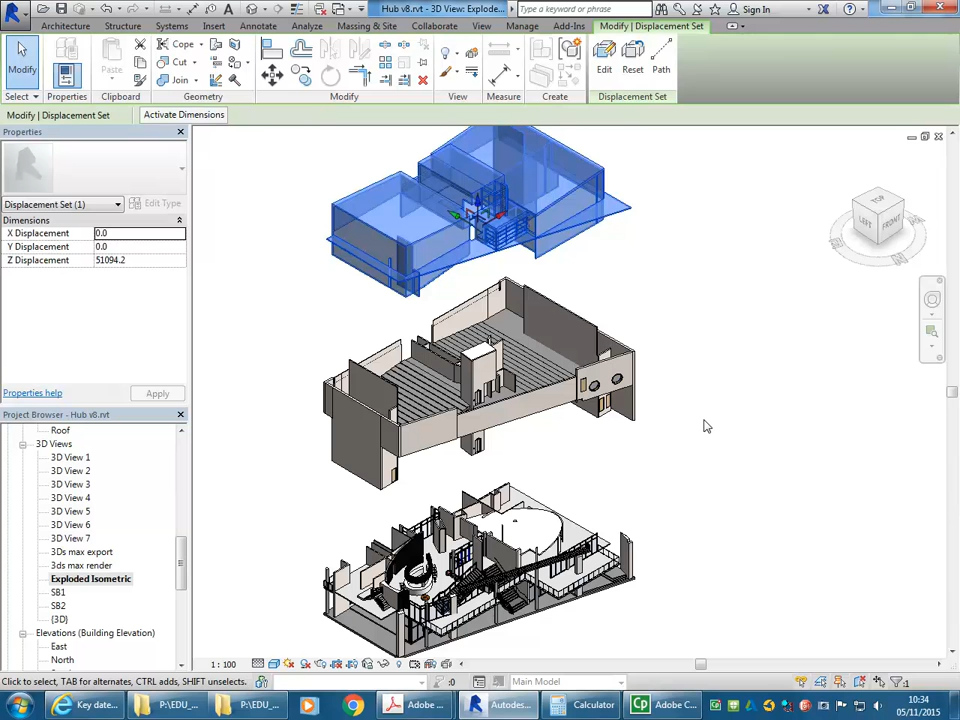 Hub v8.rvt - 3D View: Explode...
Type a keyword or phrase
Sign In
Architecture
Structure
Systems
Insert
Annotate
Analyze
Massing & Site
Collaborate
View
Manage
Add-Ins
Modify | Displacement Set
Modify
Paste
Cope
Cut
Join
Edit
Reset
Path
Select
Properties
Clipboard
Geometry
Modify
View
Measure
Create
Displacement Set
Modify | Displacement Set
Activate Dimensions
Properties
Displacement Set (1)
Edit Type
Dimensions
X Displacement 0.0
Y Displacement 0.0
Z Displacement 51094.2
Properties help
Apply
Project Browser - Hub v8.rvt
Roof
3D Views
3D View 1
3D View 2
3D View 3
3D View 4
3D View 5
3D View 6
3D View 7
3Ds max export
3ds max render
Exploded Isometric
SB1
SB2
{3D}
Elevations (Building Elevation)
East
North
TOP
LEFT
FRONT
1 : 100
Click to select, TAB for alternates, CTRL adds, SHIFT unselects.
:0
Main Model
:1
Key date...
P:\EDU_...
P:\EDU_...
Adobe ...
Autodes...
Calculator
Adobe C...
10:34
05/11/2015